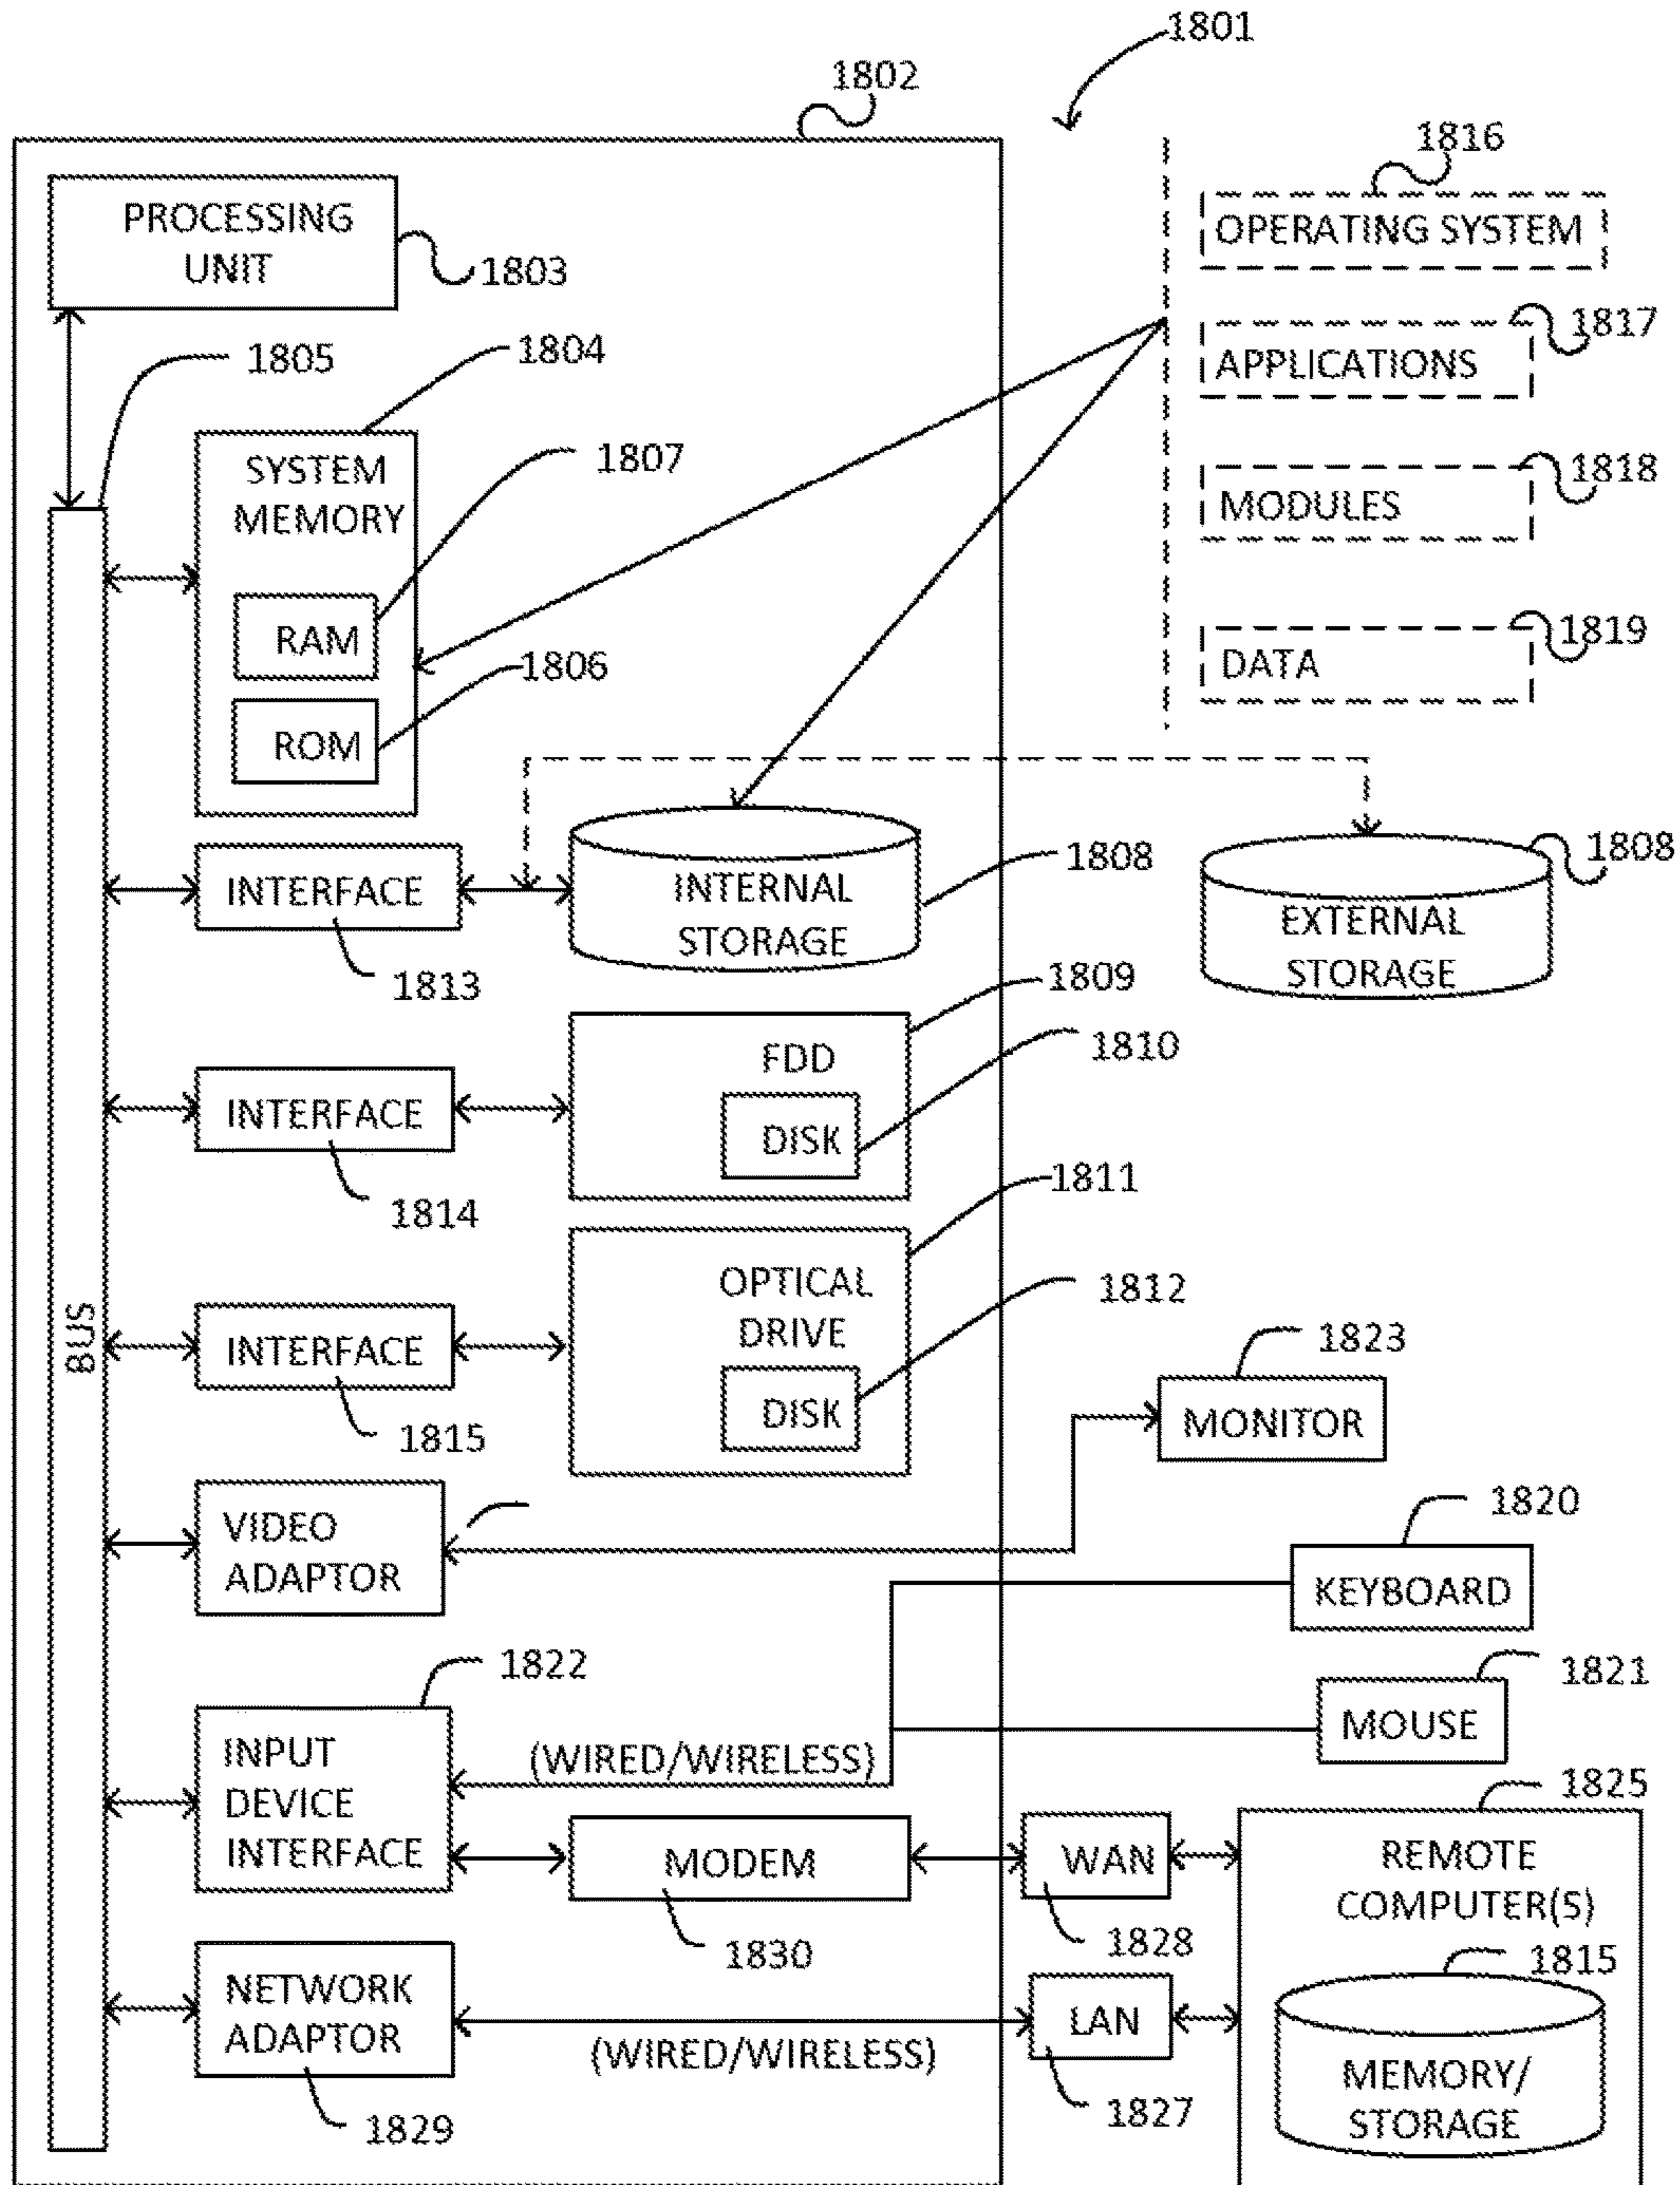 1801
1802
1816
PROCESSING
UNIT
1803
OPERATING SYSTEM
1817
APPLICATIONS
1805
1804
SYSTEM
MEMORY
1807
1818
MODULES
RAM
1806
1819
DATA
ROM
INTERFACE
1813
INTERNAL
STORAGE
1808
1808
EXTERNAL
STORAGE
1809
FDD
1810
DISK
INTERFACE
1814
1811
OPTICAL
DRIVE
1812
DISK
BUS
INTERFACE
1815
1823
MONITOR
VIDEO
ADAPTOR
1820
KEYBOARD
1822
1821
MOUSE
INPUT
DEVICE
INTERFACE
(WIRED/WIRELESS)
1825
MODEM
1830
WAN
1828
REMOTE
COMPUTER(S)
1815
MEMORY/
STORAGE
NETWORK
ADAPTOR
1829
(WIRED/WIRELESS)
LAN
1827